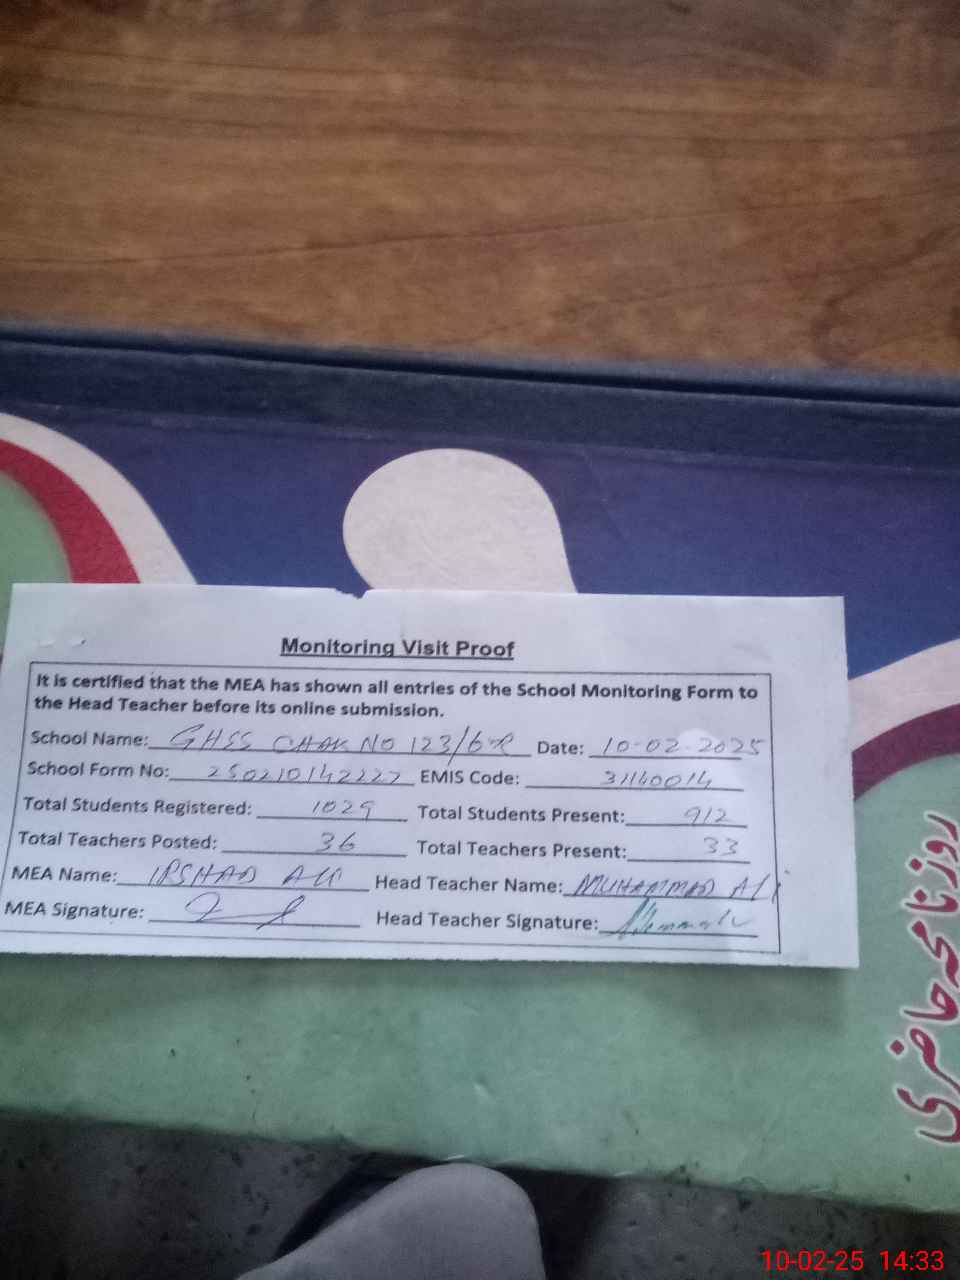 Monitoring Visit Proof
It is certified that the MEA has shown all entries of the School Monitoring Form to
the Head Teacher before its online submission.
School Name: GHSS CHAK NO 123/6-R Date: 10-02-2025
School Form No: 250210142227 EMIS Code: 31140014
Total Students Registered: 1029 Total Students Present: 912
Total Teachers Posted: 36 Total Teachers Present: 33
MEA Name: IRSHAD ALI Head Teacher Name: MUHAMMAD ALI
MEA Signature: Head Teacher Signature:
روزنامچہ حاضری
10-02-25 14:33